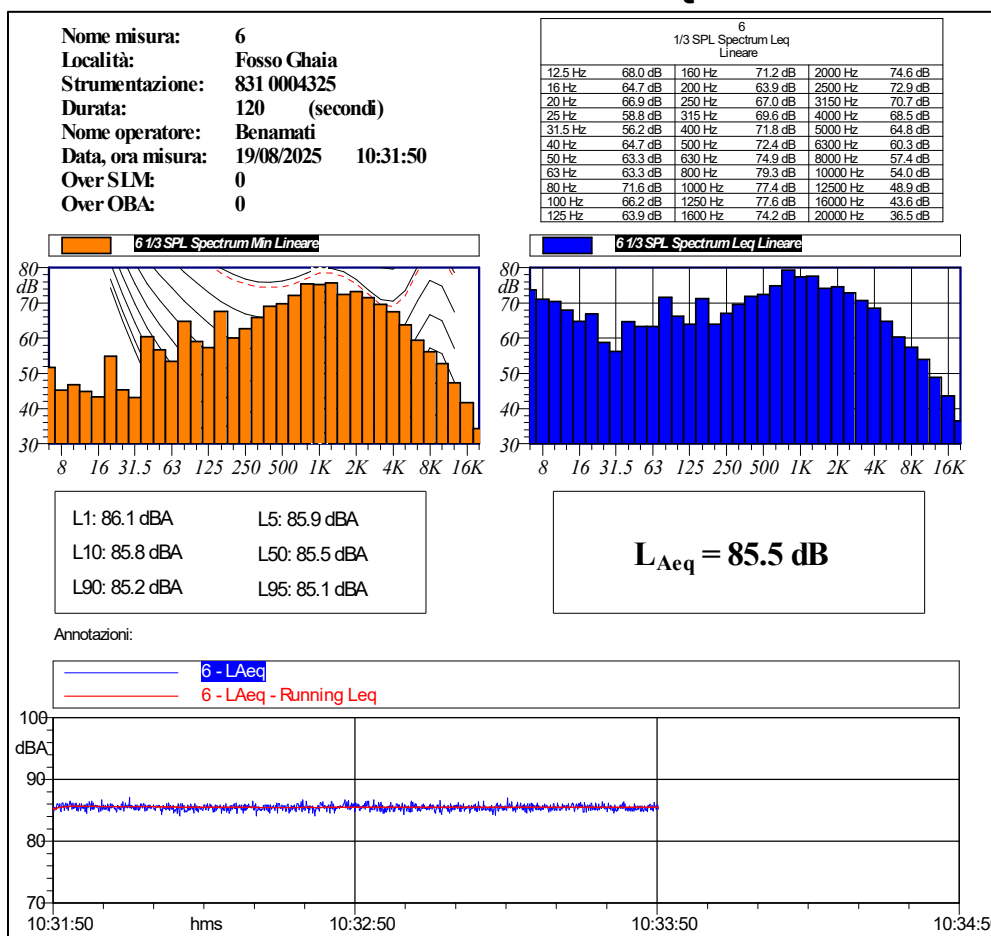 Nome misura: 6
Località: Fosso Ghaia
Strumentazione: 831 0004325
Durata: 120 (secondi)
Nome operatore: Benamati
Data, ora misura: 19/08/2025 10:31:50
Over SLM: 0
Over OBA: 0
6
1/3 SPL Spectrum Leq
Lineare
12.5 Hz 68.0 dB 160 Hz 71.2 dB 2000 Hz 74.6 dB
16 Hz 64.7 dB 200 Hz 63.9 dB 2500 Hz 72.9 dB
20 Hz 66.9 dB 250 Hz 67.0 dB 3150 Hz 70.7 dB
25 Hz 58.8 dB 315 Hz 69.6 dB 4000 Hz 68.5 dB
31.5 Hz 56.2 dB 400 Hz 71.8 dB 5000 Hz 64.8 dB
40 Hz 64.7 dB 500 Hz 72.4 dB 6300 Hz 60.3 dB
50 Hz 63.3 dB 630 Hz 74.9 dB 8000 Hz 57.4 dB
63 Hz 63.3 dB 800 Hz 79.3 dB 10000 Hz 54.0 dB
80 Hz 71.6 dB 1000 Hz 77.4 dB 12500 Hz 48.9 dB
100 Hz 66.2 dB 1250 Hz 77.6 dB 16000 Hz 43.6 dB
125 Hz 63.9 dB 1600 Hz 74.2 dB 20000 Hz 36.5 dB
6 1/3 SPL Spectrum Min Lineare
80
dB
70
60
50
40
30
8 16 31.5 63 125 250 500 1K 2K 4K 8K 16K
6 1/3 SPL Spectrum Leq Lineare
80
dB
70
60
50
40
30
8 16 31.5 63 125 250 500 1K 2K 4K 8K 16K
L1: 86.1 dBA L5: 85.9 dBA
L10: 85.8 dBA L50: 85.5 dBA
L90: 85.2 dBA L95: 85.1 dBA
LAeq = 85.5 dB
Annotazioni:
6 - LAeq
6 - LAeq - Running Leq
100
dBA
90
80
70
10:31:50 hms 10:32:50 10:33:50 10:34:50